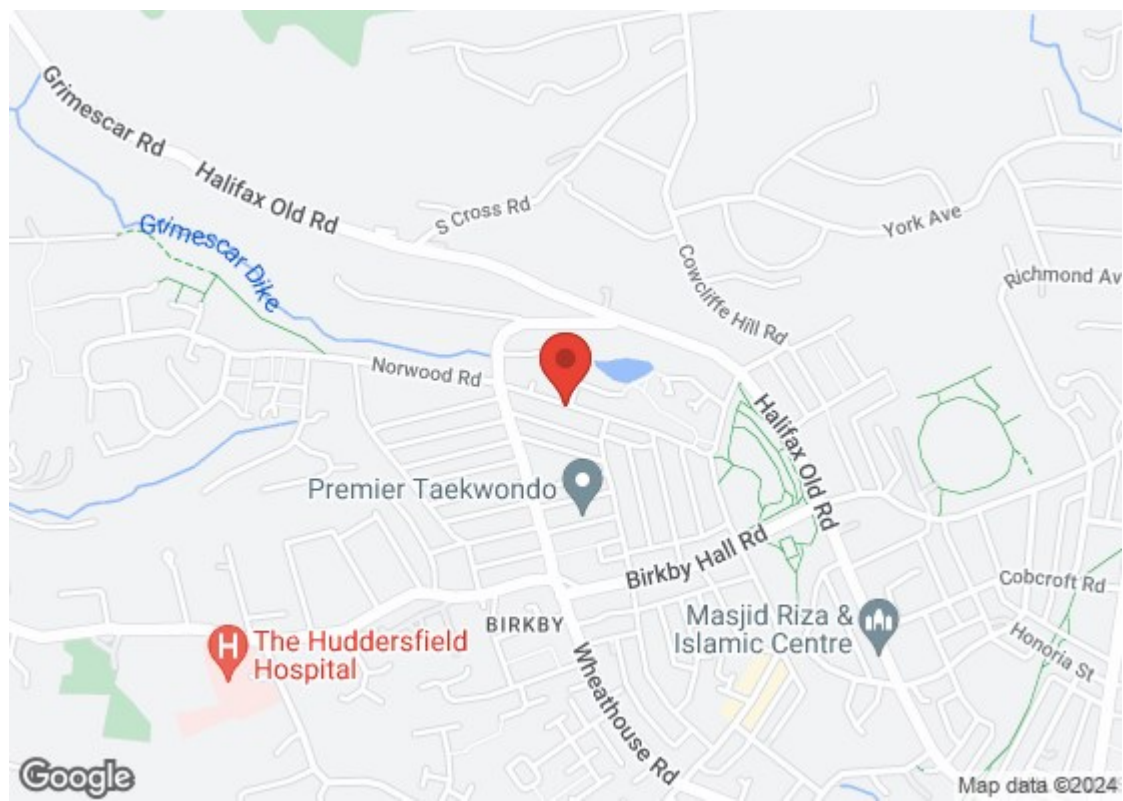 Grimescar Rd
Halifax Old Rd
S Cross Rd
York Ave
Grimescar Dike
Cowcliffe Hill Rd
Richmond Av
Norwood Rd
Halifax Old Rd
Premier Taekwondo
Birkby Hall Rd
Cobcroft Rd
BIRKBY
Masjid Riza &
Islamic Centre
Honoria St
H
The Huddersfield
Hospital
Wheathouse Rd
Google
Map data ©2024